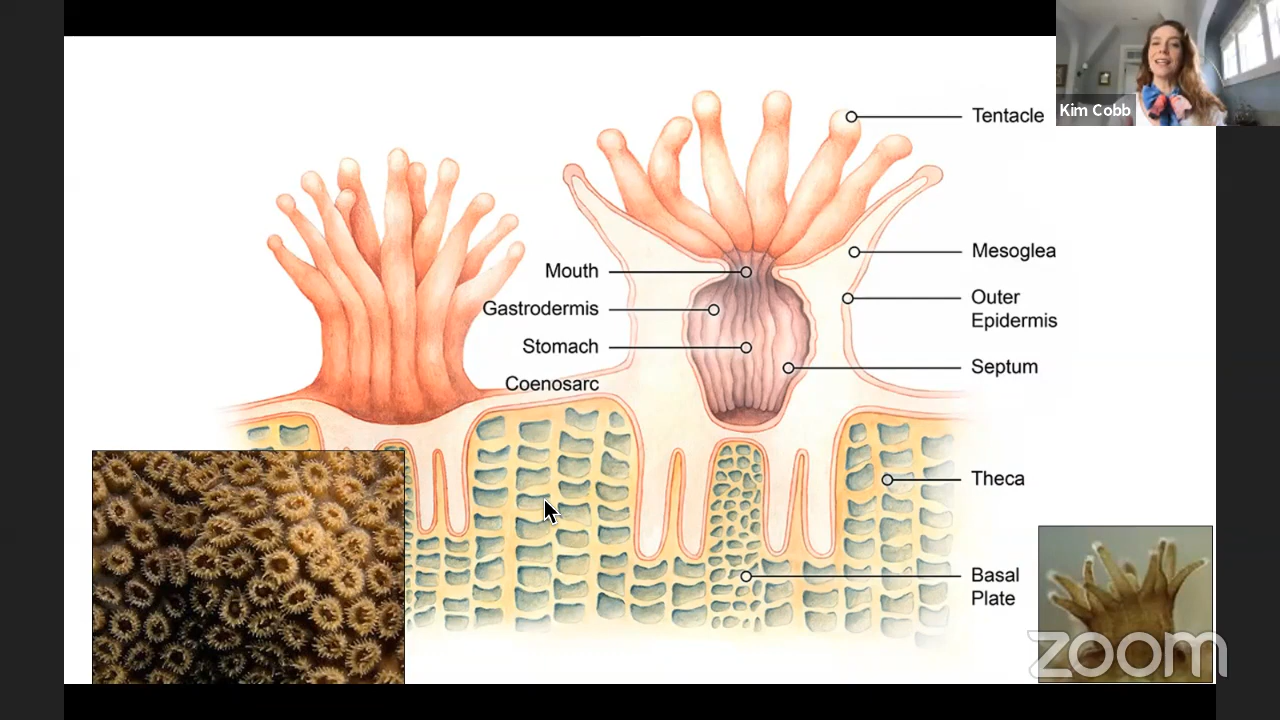 Kim Cobb
Tentacle
Mesoglea
Mouth
Outer
Epidermis
Gastrodermis
Stomach
Septum
Coenosarc
Theca
Basal
Plate
zoom